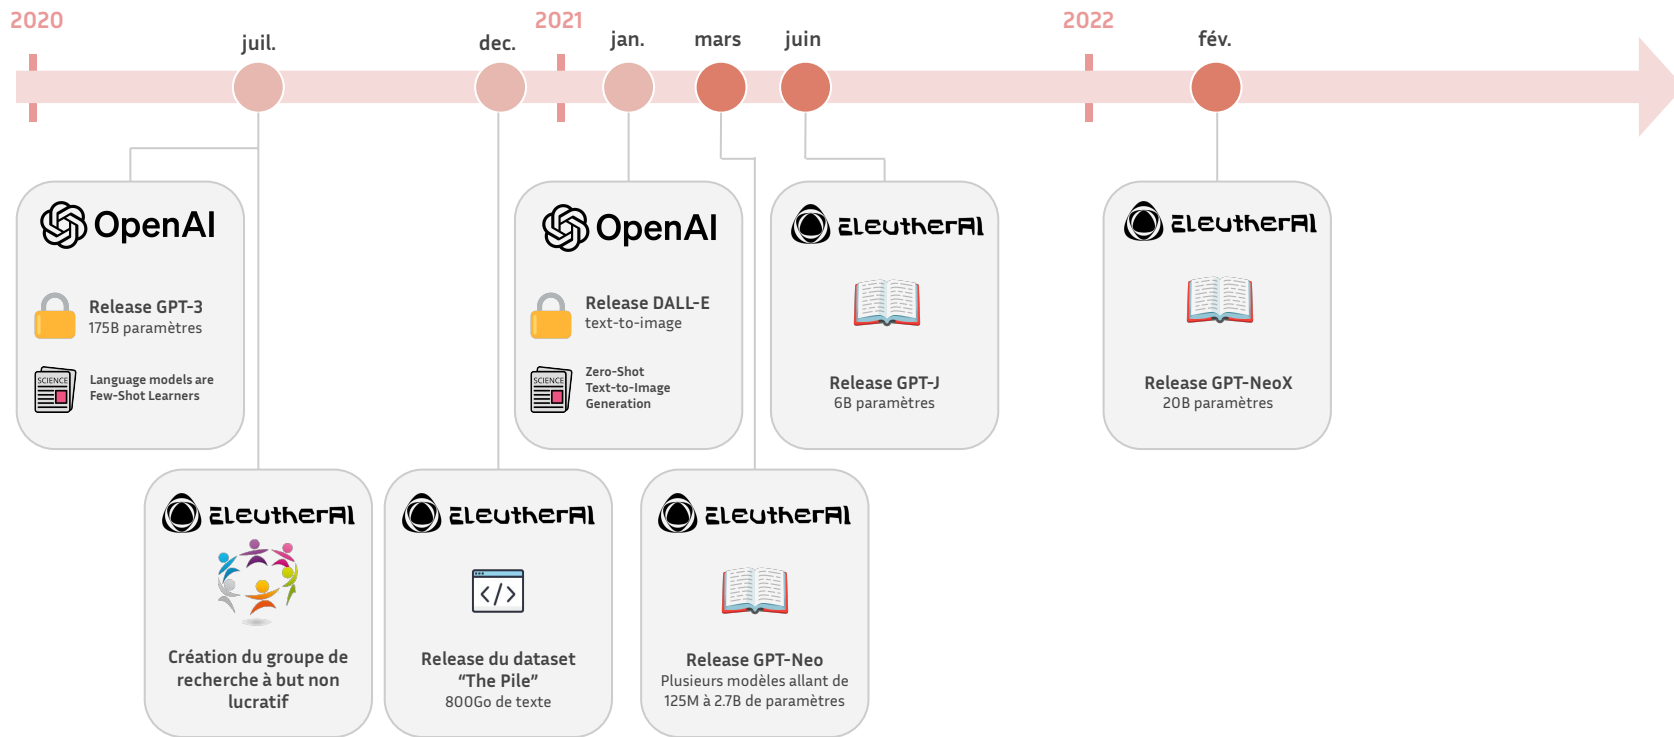 2020
2021
2022
juil.
dec.
jan.
mars
juin
fév.
OpenAI
Release GPT-3
175B paramètres
SCIENCE
Language models are
Few-Shot Learners
OpenAI
Release DALL-E
text-to-image
SCIENCE
Zero-Shot
Text-to-Image
Generation
EleutherAI
Release GPT-J
6B paramètres
EleutherAI
Release GPT-NeoX
20B paramètres
EleutherAI
Création du groupe de
recherche à but non
lucratif
EleutherAI
</>
Release du dataset
“The Pile”
800Go de texte
EleutherAI
Release GPT-Neo
Plusieurs modèles allant de
125M à 2.7B de paramètres